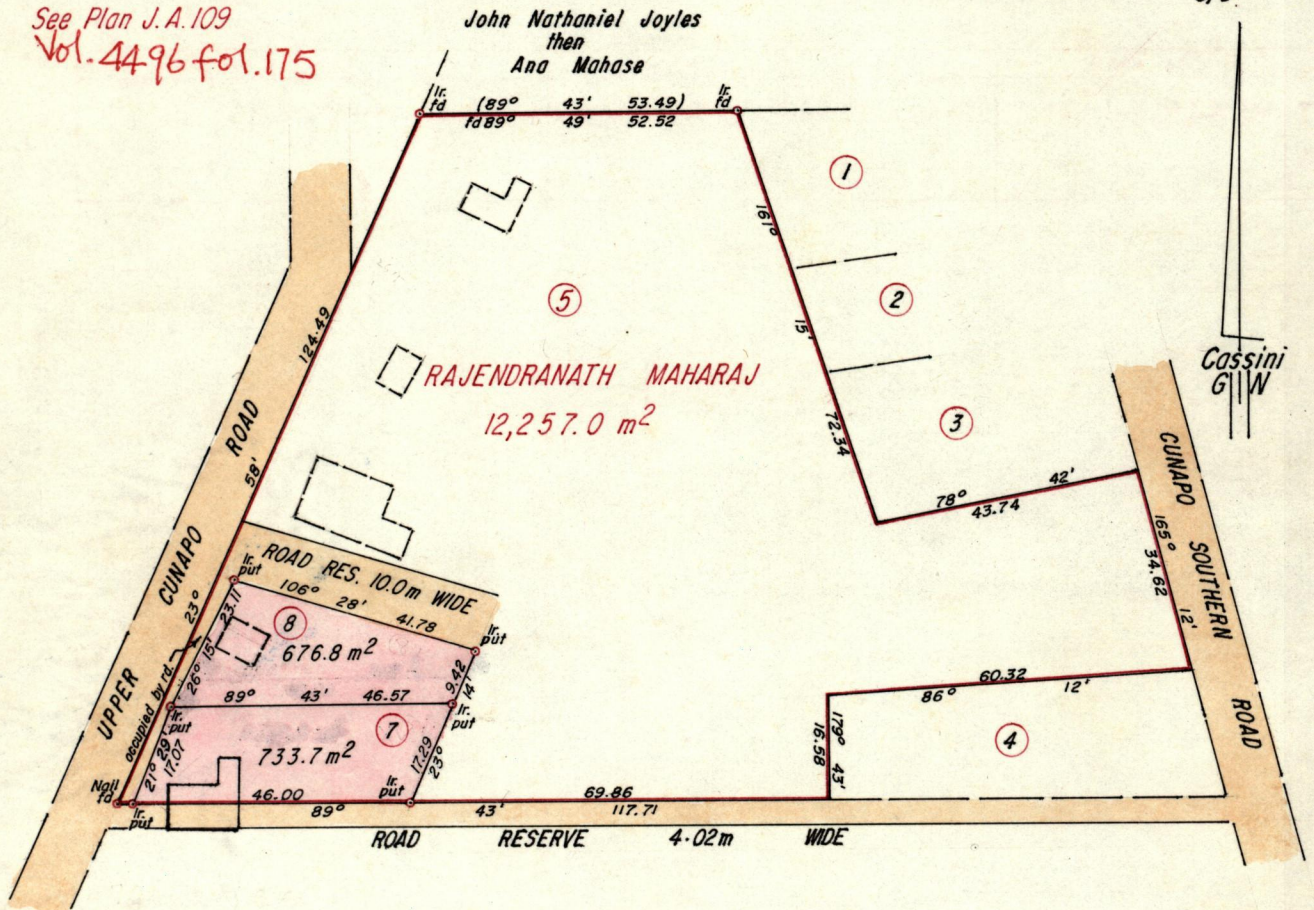 See Plan J.A.109
Vol. 4496 fol. 175
John Nathaniel Joyles
then
Ana Mahase
Ir.
fd
(89° 43' 53.49)
fd 89° 49' 52.52
Ir.
fd
1
161°
15'
72.34
2
3
5
RAJENDRANATH MAHARAJ
12,257.0 m²
Cassini
G N
124.49
58'
23°
UPPER CUNAPO ROAD
occupied by rd.
78° 42'
43.74
CUNAPO SOUTHERN ROAD
165° 12'
34.62
ROAD RES. 10.0m WIDE
Ir.
put
106° 28' 41.78
Ir.
put
8
676.8 m²
26° 15' 23.11
9.42
14'
89° 43' 46.57
Ir.
put
Ir.
put
7
733.7 m²
21° 29'
17.07
17.29
23°
60.32
86° 12'
179° 43'
16.58
4
Nail
fd
Ir.
put
46.00
Ir.
put
69.86
89° 43' 117.71
ROAD RESERVE 4.02m WIDE